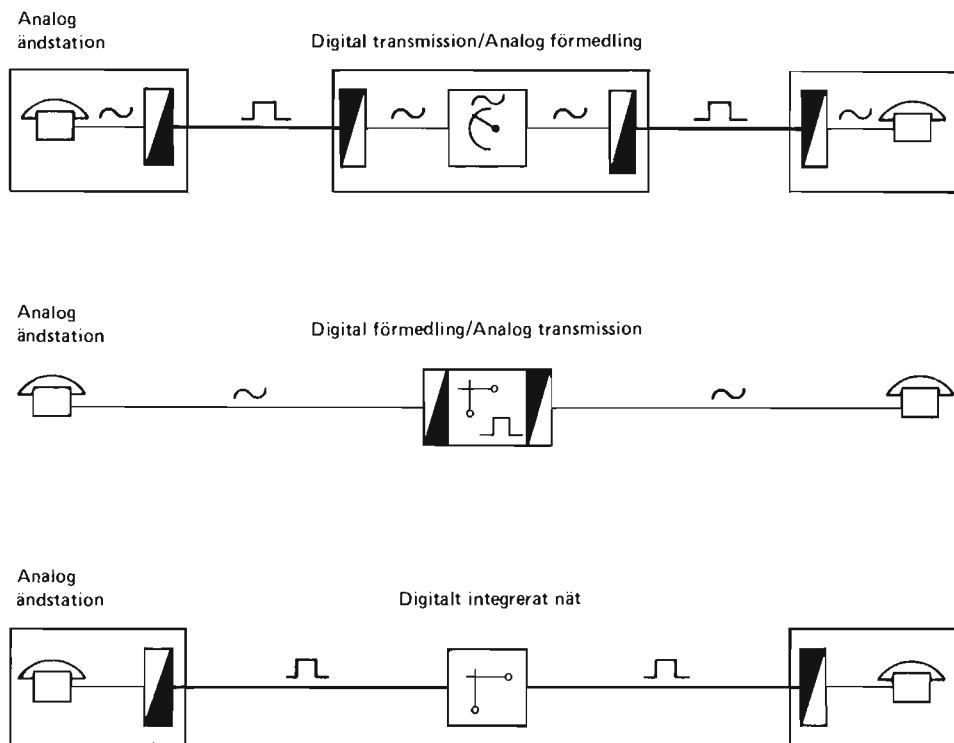 Analog
ändstation
Digital transmission/Analog förmedling
Analog
ändstation
Digital förmedling/Analog transmission
Analog
ändstation
Digitalt integrerat nät